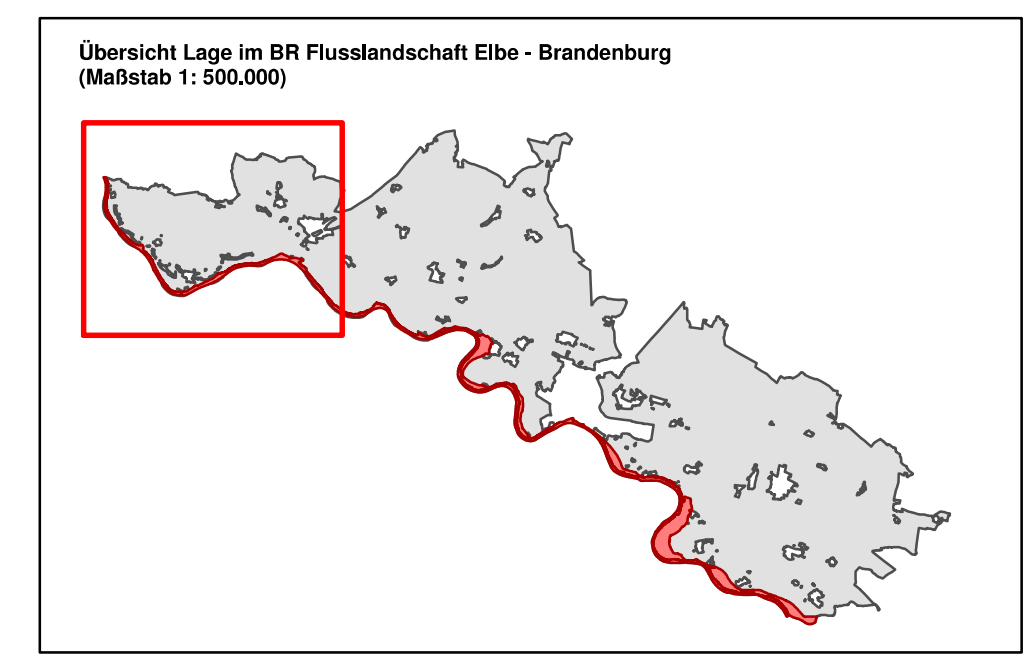 Übersicht Lage im BR Flusslandschaft Elbe - Brandenburg
(Maßstab 1: 500.000)